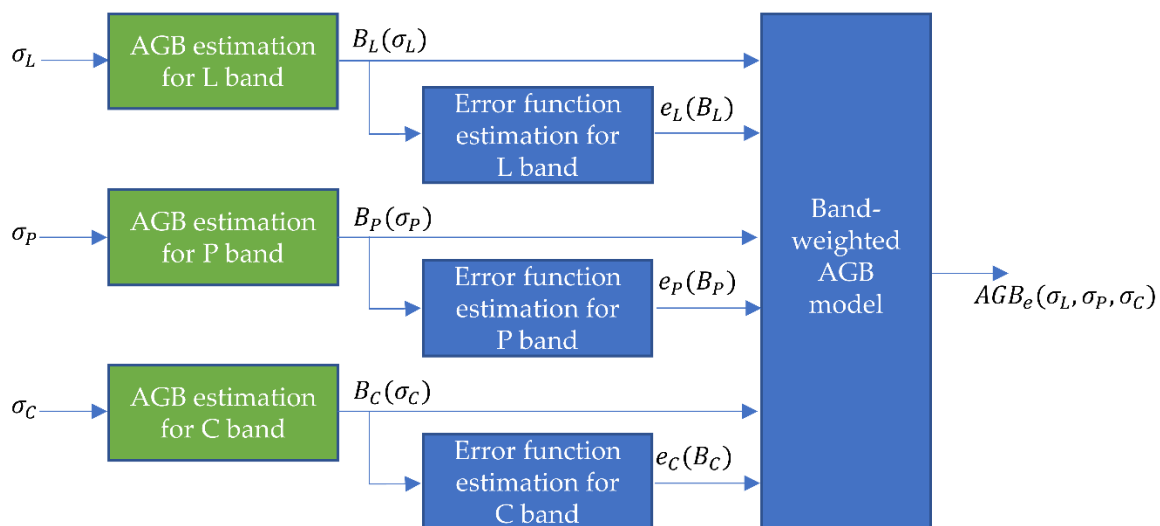 σ_L
AGB estimation
for L band
B_L(σ_L)
Error function
estimation for
L band
e_L(B_L)
σ_P
AGB estimation
for P band
B_P(σ_P)
Error function
estimation for
P band
e_P(B_P)
σ_C
AGB estimation
for C band
B_C(σ_C)
Error function
estimation for
C band
e_C(B_C)
Band-
weighted
AGB
model
AGB_e(σ_L, σ_P, σ_C)